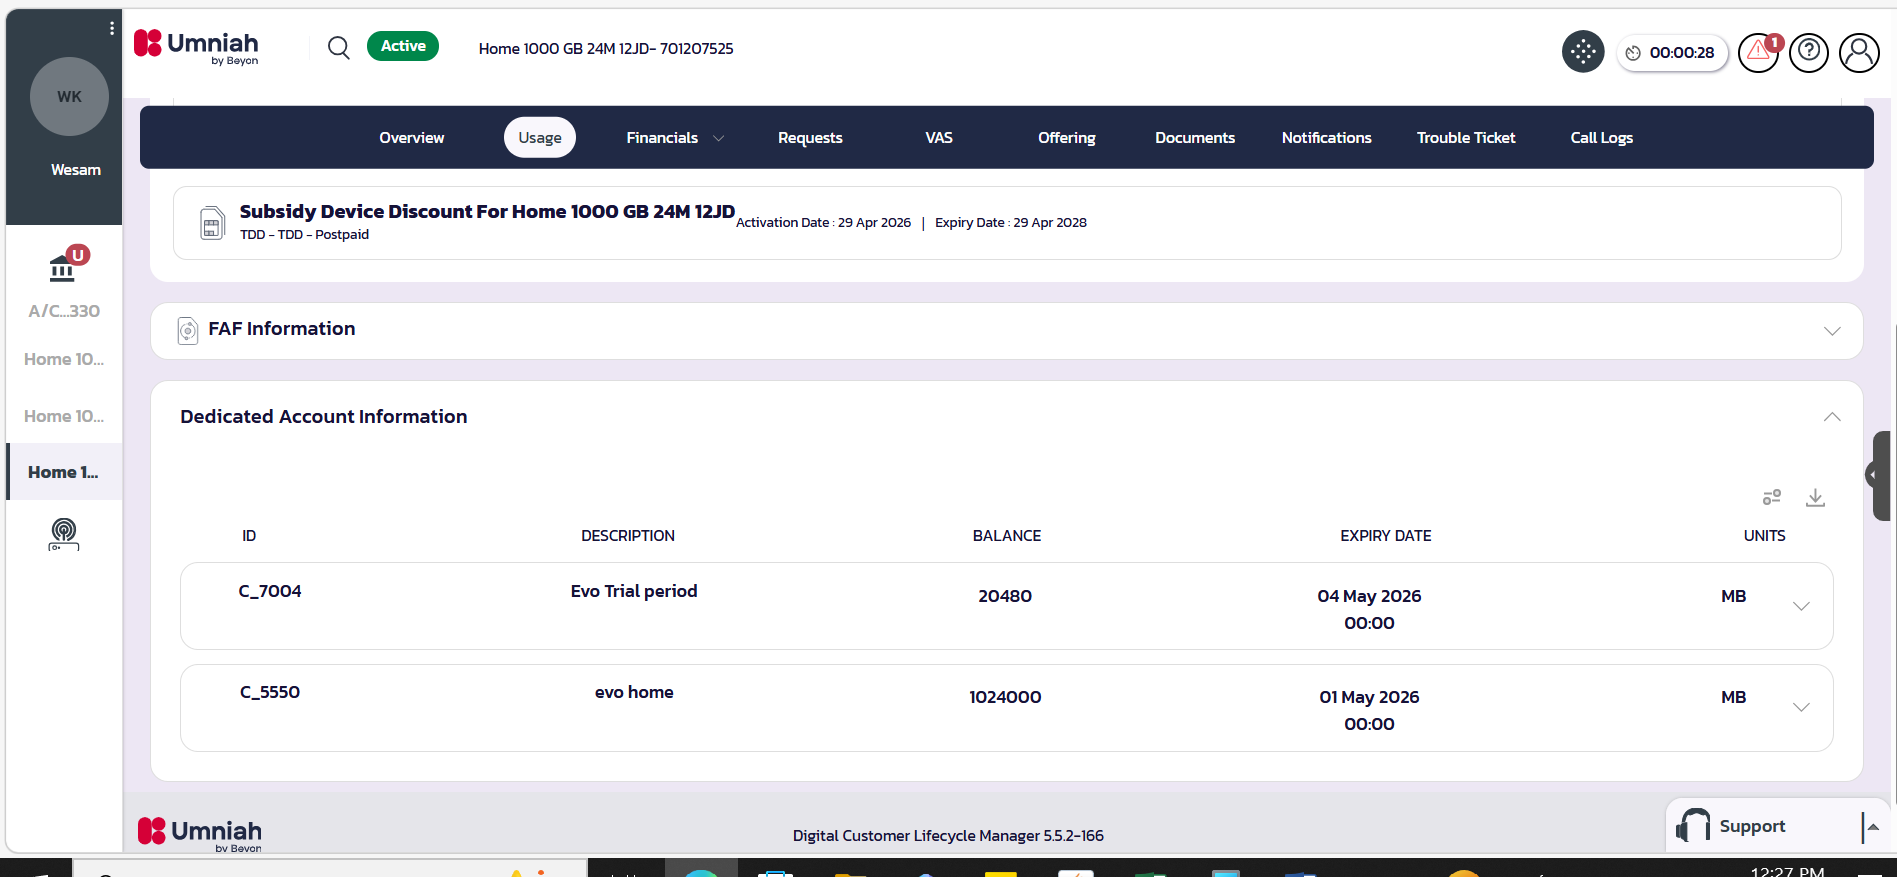 WK
Wesam
U
A/C...330
Home 10...
Home 10...
Home 1...
Umniah
by Beyon
Active
Home 1000 GB 24M 12JD- 701207525
00:00:28
1
Overview
Usage
Financials
Requests
VAS
Offering
Documents
Notifications
Trouble Ticket
Call Logs
Subsidy Device Discount For Home 1000 GB 24M 12JD
Activation Date : 29 Apr 2026 | Expiry Date : 29 Apr 2028
TDD - TDD - Postpaid
FAF Information
Dedicated Account Information
ID DESCRIPTION BALANCE EXPIRY DATE UNITS
C_7004 Evo Trial period 20480 04 May 2026 MB
00:00
C_5550 evo home 1024000 01 May 2026 MB
00:00
Umniah
by Beyon
Digital Customer Lifecycle Manager 5.5.2-166
Support
12:27 PM